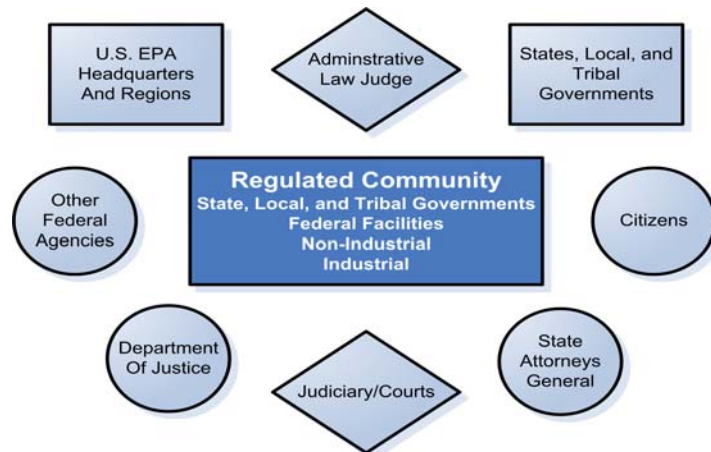 U.S. EPA
Headquarters
And Regions
Adminstrative
Law Judge
States, Local, and
Tribal
Governments
Other
Federal
Agencies
Regulated Community
State, Local, and Tribal Governments
Federal Facilities
Non-Industrial
Industrial
Citizens
Department
Of Justice
Judiciary/Courts
State
Attorneys
General